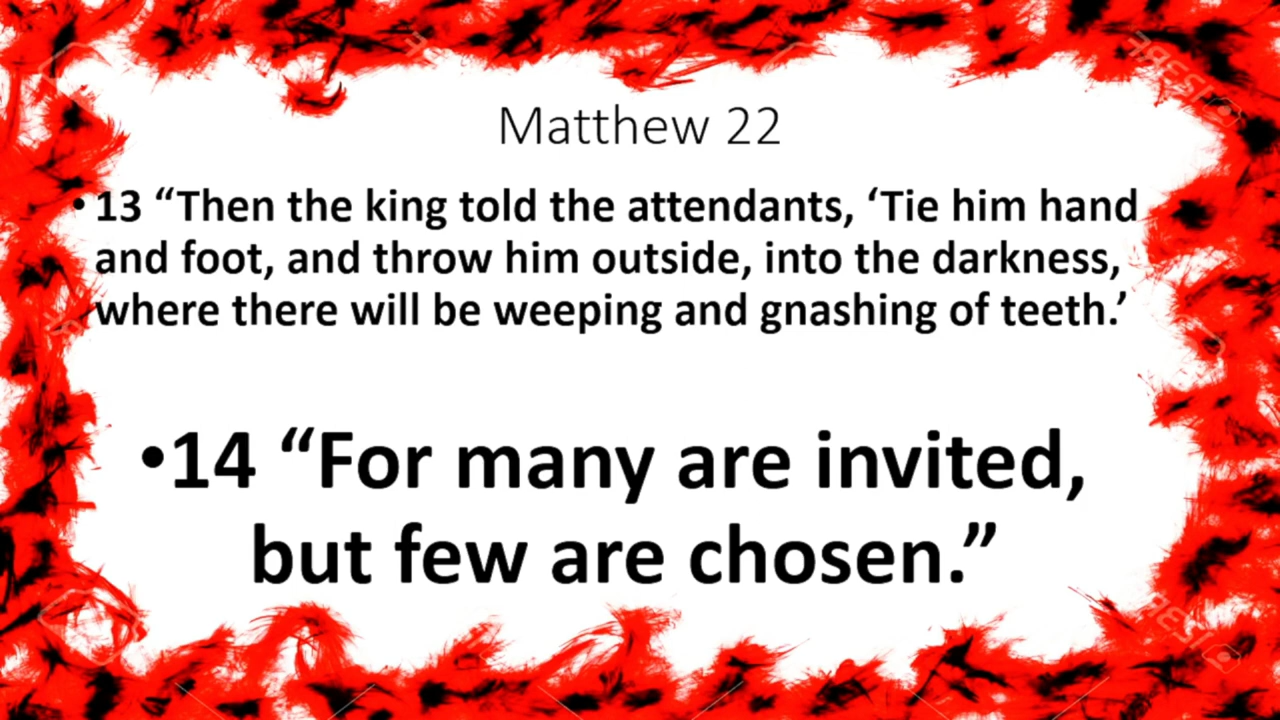 Matthew 22
• 13 “Then the king told the attendants, ‘Tie him hand
and foot, and throw him outside, into the darkness,
where there will be weeping and gnashing of teeth.’
•14 “For many are invited,
but few are chosen.”